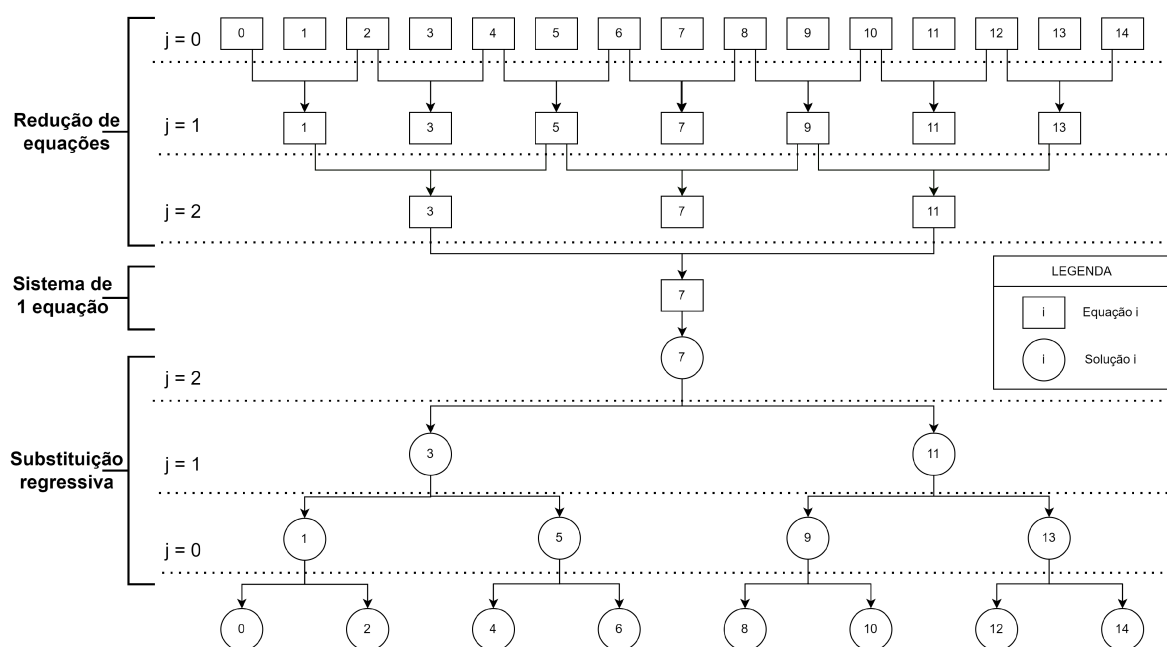 j = 0 0 1 2 3 4 5 6 7 8 9 10 11 12 13 14
Redução de
equações
j = 1 1 3 5 7 9 11 13
j = 2 3 7 11
Sistema de
1 equação
7
LEGENDA
i Equação i
i Solução i
7
j = 2
Substituição
regressiva
3 11
j = 1
1 5 9 13
j = 0
0 2 4 6 8 10 12 14